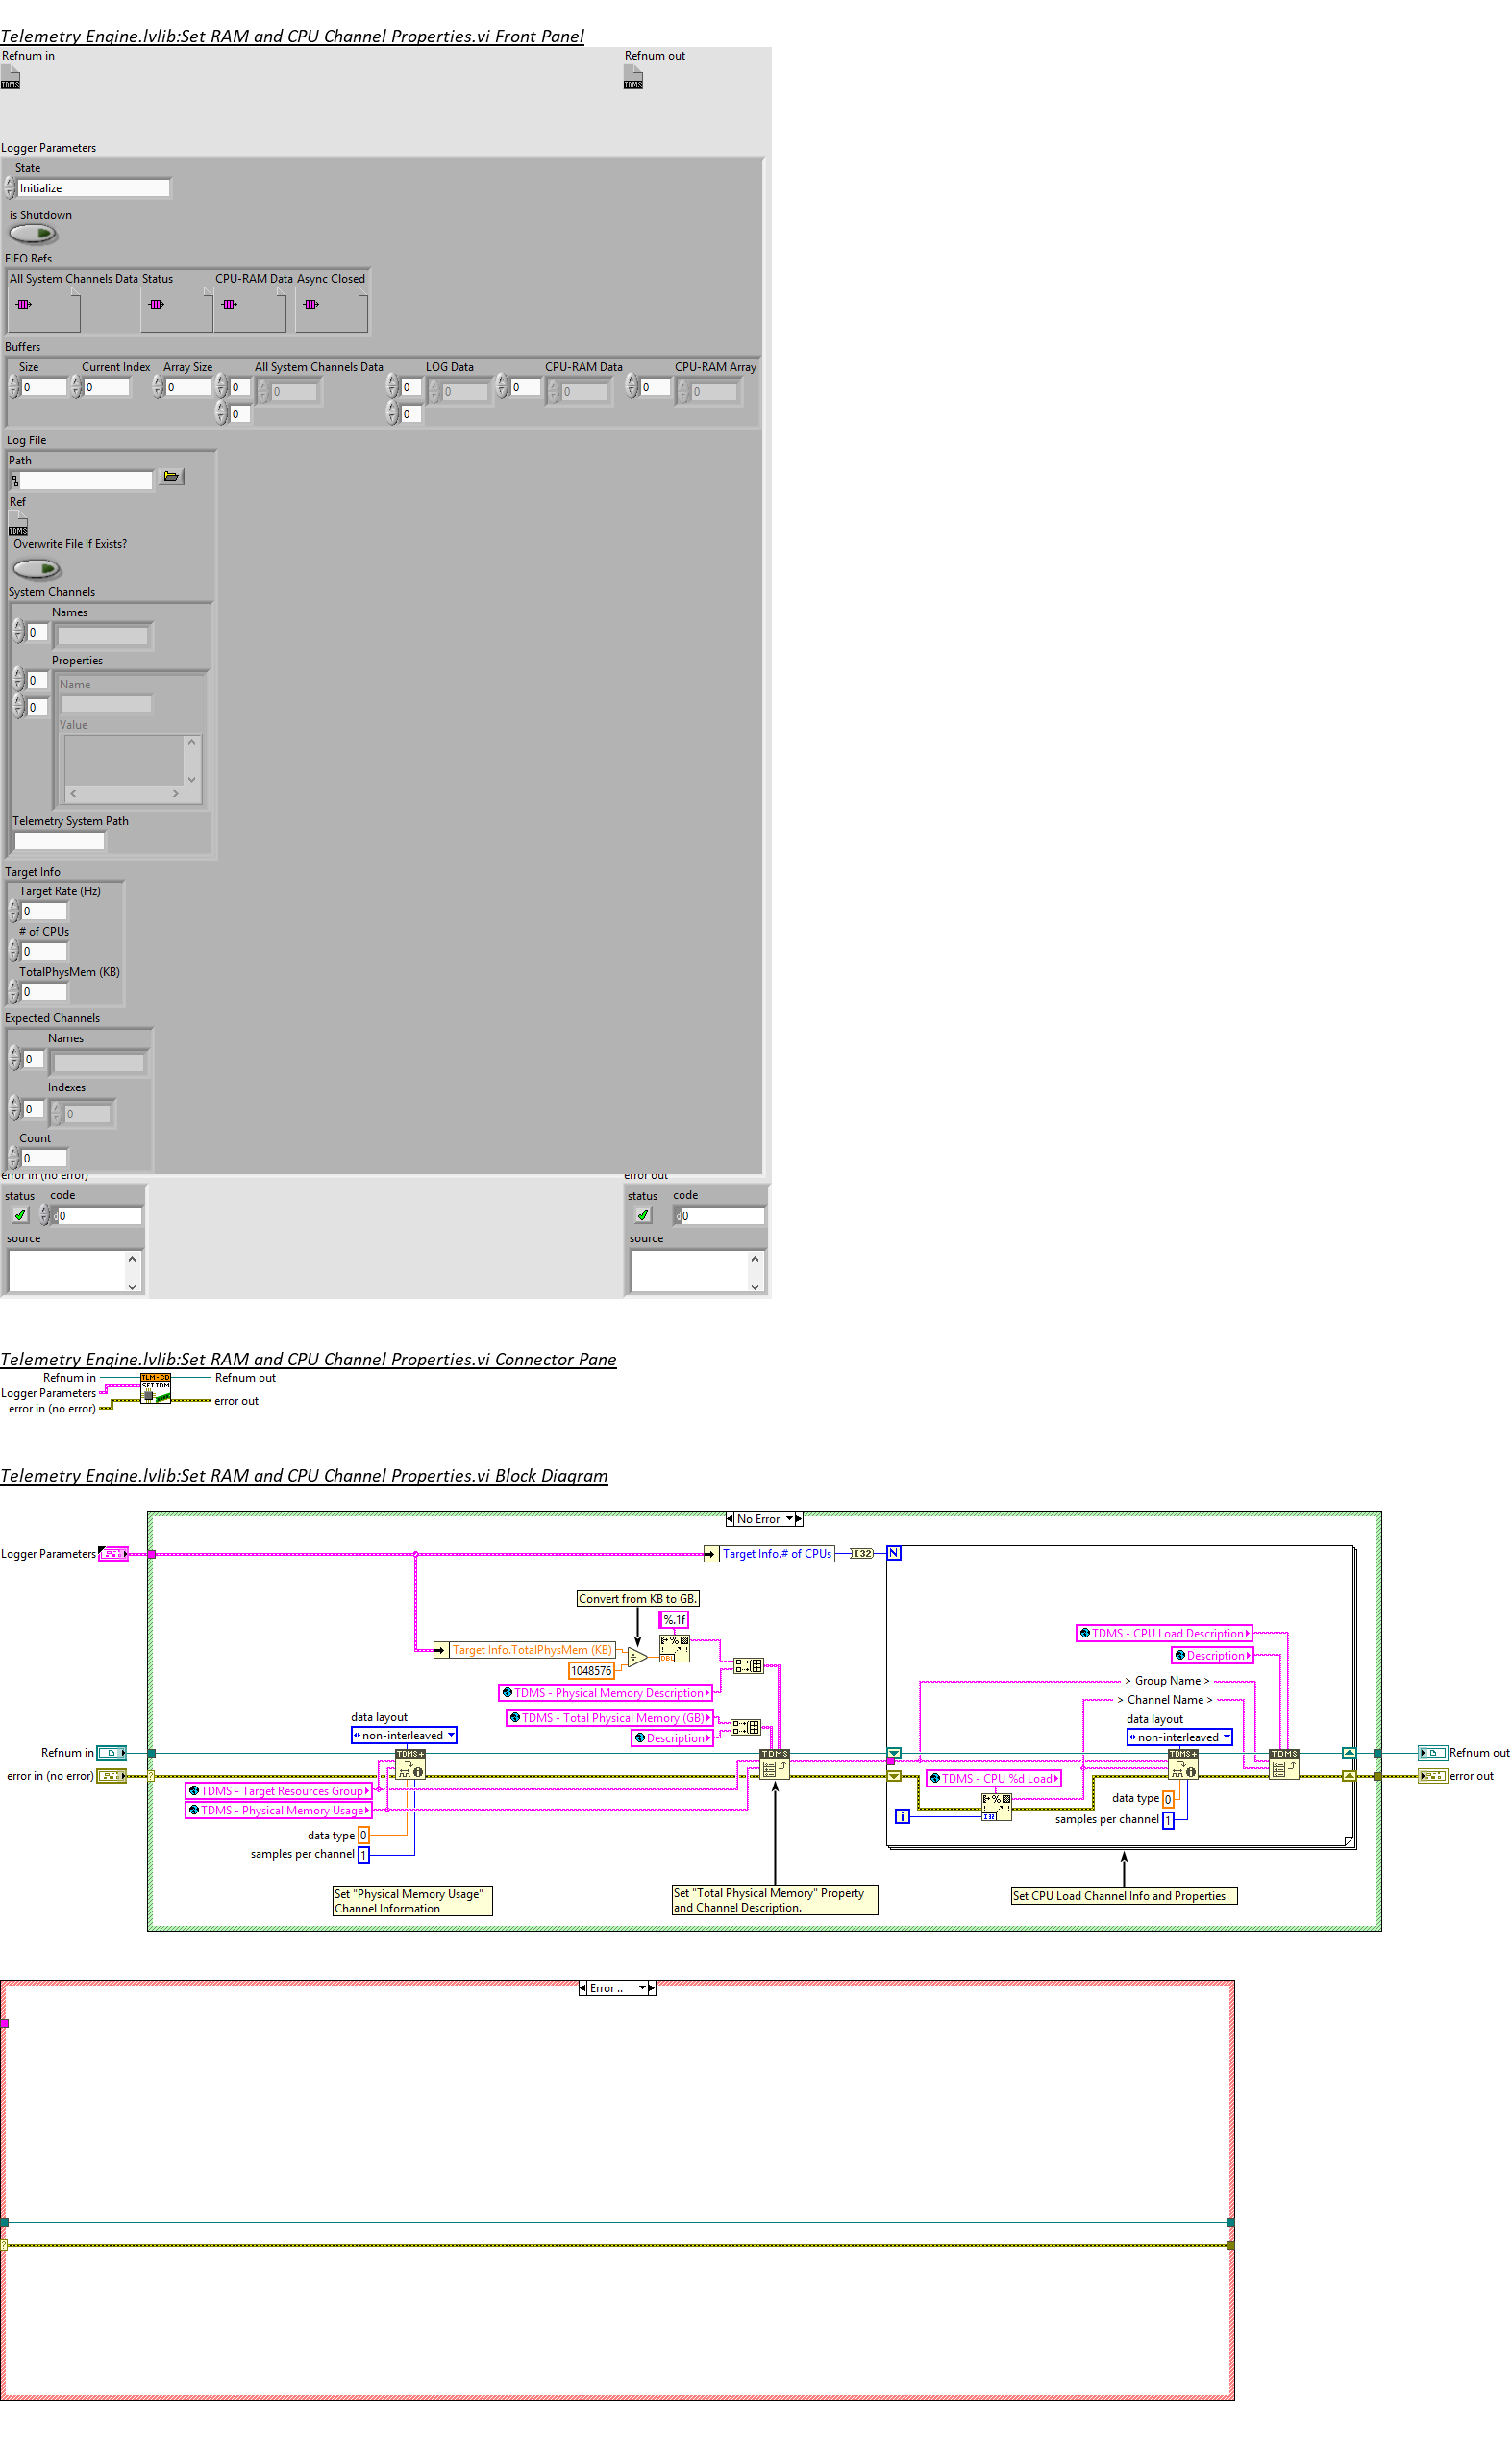 Telemetry Engine.lvlib:Set RAM and CPU Channel Properties.vi Front Panel
Refnum in
Refnum out
TDMS
TDMS
Logger Parameters
State
Initialize
is Shutdown
FIFO Refs
All System Channels Data Status CPU-RAM Data Async Closed
Buffers
Size Current Index Array Size All System Channels Data LOG Data CPU-RAM Data CPU-RAM Array
0 0 0 0 0 0 0 0 0 0 0
0 0
Log File
Path
Ref
TDMS
Overwrite File If Exists?
System Channels
Names
0
Properties
0
Name
0
Value
Telemetry System Path
Target Info
Target Rate (Hz)
0
# of CPUs
0
TotalPhysMem (KB)
0
Expected Channels
Names
0
Indexes
0 0
Count
0
error in (no error)
error out
status code
status code
0
0
source
source
Telemetry Engine.lvlib:Set RAM and CPU Channel Properties.vi Connector Pane
Refnum in
TLM-CD
Refnum out
SET TDM
Logger Parameters
error in (no error)
error out
Telemetry Engine.lvlib:Set RAM and CPU Channel Properties.vi Block Diagram
No Error
Logger Parameters
Target Info.# of CPUs
I32
N
Convert from KB to GB.
%.1f
Target Info.TotalPhysMem (KB)
DBL
1048576
TDMS - CPU Load Description
Description
TDMS - Physical Memory Description
> Group Name >
> Channel Name >
data layout
TDMS - Total Physical Memory (GB)
data layout
non-interleaved
Description
non-interleaved
Refnum in
TDMS+
TDMS
TDMS+
TDMS
Refnum out
error in (no error)
TDMS - CPU %d Load
error out
TDMS - Target Resources Group
TDMS - Physical Memory Usage
data type 0
i
I32
samples per channel 1
data type 0
samples per channel 1
Set "Physical Memory Usage"
Channel Information
Set "Total Physical Memory" Property
and Channel Description.
Set CPU Load Channel Info and Properties
Error ..